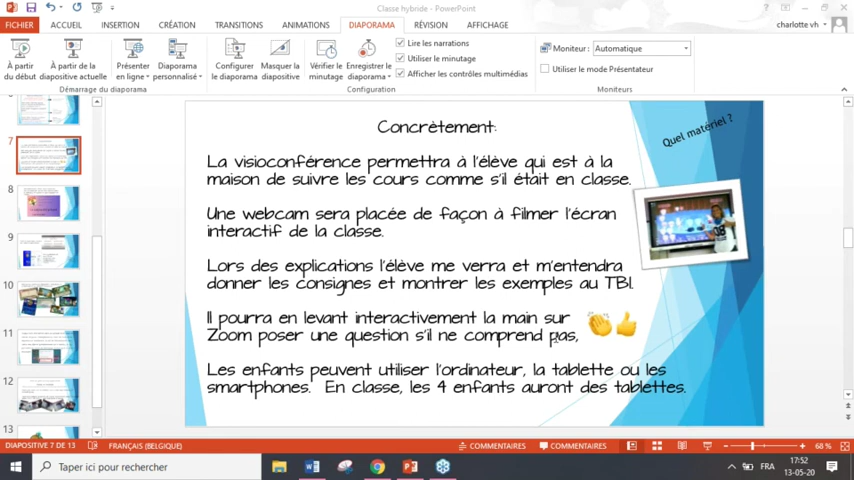 Classe hybride - PowerPoint
FICHIER ACCUEIL INSERTION CRÉATION TRANSITIONS ANIMATIONS DIAPORAMA RÉVISION AFFICHAGE charlotte vh
À partir du début
À partir de la diapositive actuelle
Présenter en ligne
Diaporama personnalisé
Configurer le diaporama
Masquer la diapositive
Vérifier le minutage
Enregistrer le diaporama
Lire les narrations
Utiliser le minutage
Afficher les contrôles multimédias
Moniteur : Automatique
Utiliser le mode Présentateur
Démarrage du diaporama Configuration Moniteurs
7
8
9
10
11
12
13
Quel matériel ?
Concrètement:
La visioconférence permettra à l'élève qui est à la
maison de suivre les cours comme s'il était en classe.
Une webcam sera placée de façon à filmer l'écran
interactif de la classe.
Lors des explications l'élève me verra et m'entendra
donner les consignes et montrer les exemples au TBI.
Il pourra en levant interactivement la main sur
Zoom poser une question s'il ne comprend pas,
Les enfants peuvent utiliser l'ordinateur, la tablette ou les
smartphones. En classe, les 4 enfants auront des tablettes.
DIAPOSITIVE 7 DE 13 FRANÇAIS (BELGIQUE) COMMENTAIRES COMMENTAIRES 68 %
Taper ici pour rechercher FRA 17:52
13-05-20